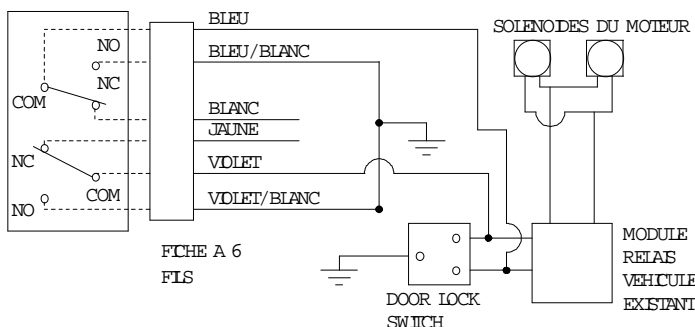 BLEU
SOLENOIDES DU MOTEUR
NO
BLEU/BLANC
NC
COM
BLANC
JAUNE
NC
VIOLET
COM
NO
VIOLET/BLANC
FICHE A 6
FILS
DOOR LOCK
SWITCH
MODULE
RELAIS
VEHICULE
EXISTANT